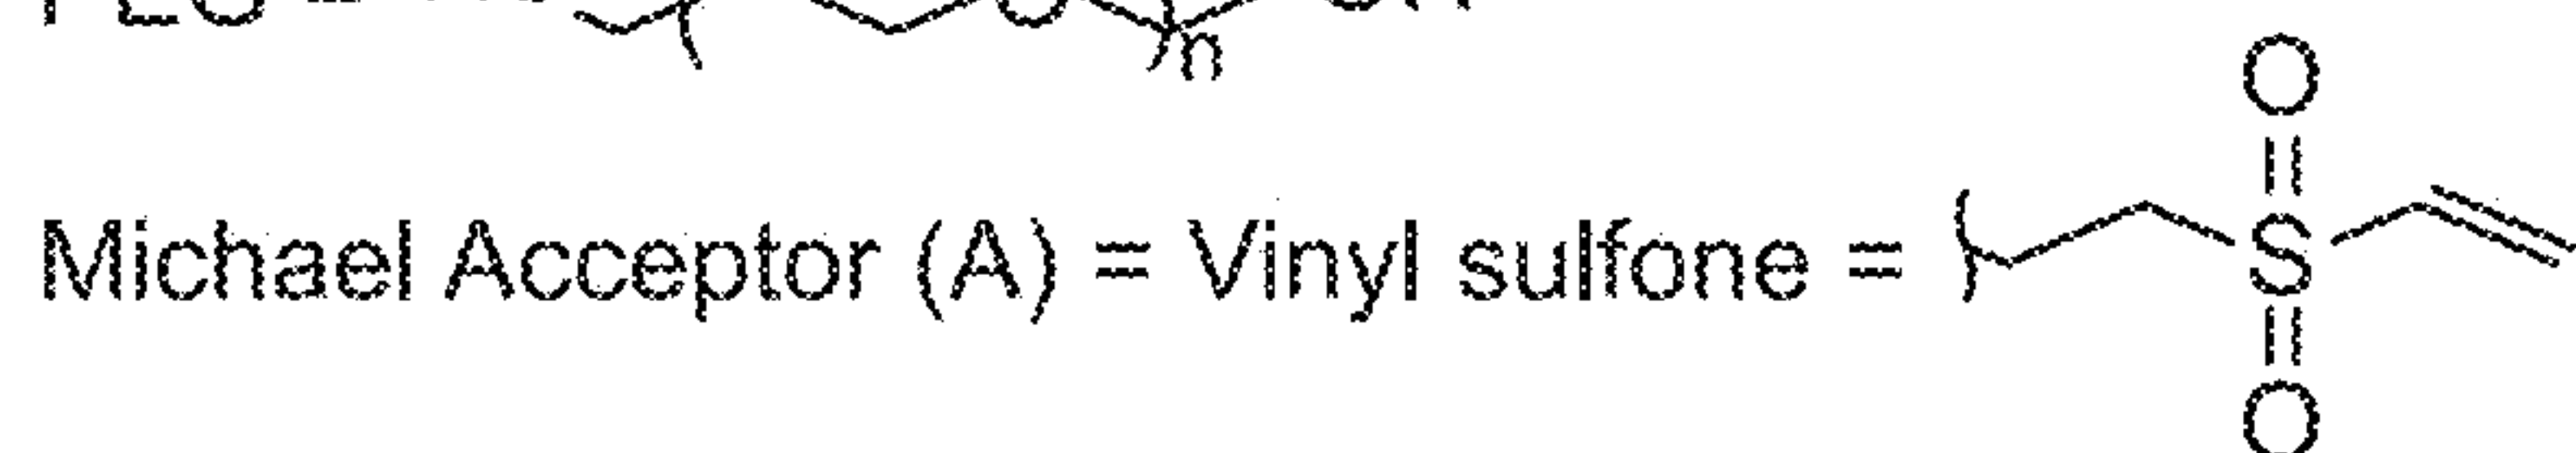 n
O
Michael Acceptor (A) = Vinyl sulfone = S
O